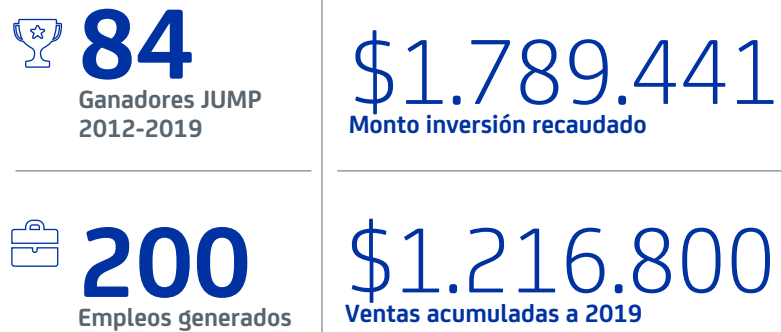 84
Ganadores JUMP
2012-2019
$1.789.441
Monto inversión recaudado
200
Empleos generados
$1.216.800
Ventas acumuladas a 2019